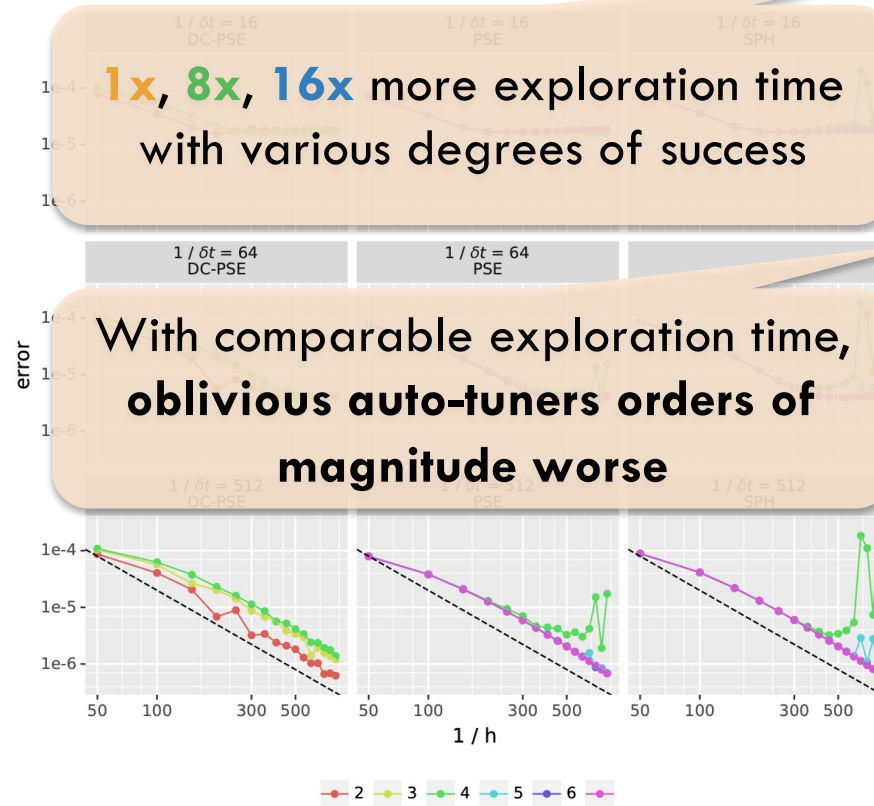 1 / δt = 16
DC-PSE
1 / δt = 16
PSE
1 / δt = 16
SPH
1x, 8x, 16x more exploration time
with various degrees of success
1e-4
1e-5
1e-6
1 / δt = 64
DC-PSE
1 / δt = 64
PSE
With comparable exploration time,
oblivious auto-tuners orders of
magnitude worse
1e-4
1e-5
1e-6
error
1 / δt = 512
DC-PSE
1 / δt = 512
PSE
1 / δt = 512
SPH
1e-4
1e-5
1e-6
50 100 300 500 50 100 300 500 50 100 300 500
1 / h
2 3 4 5 6